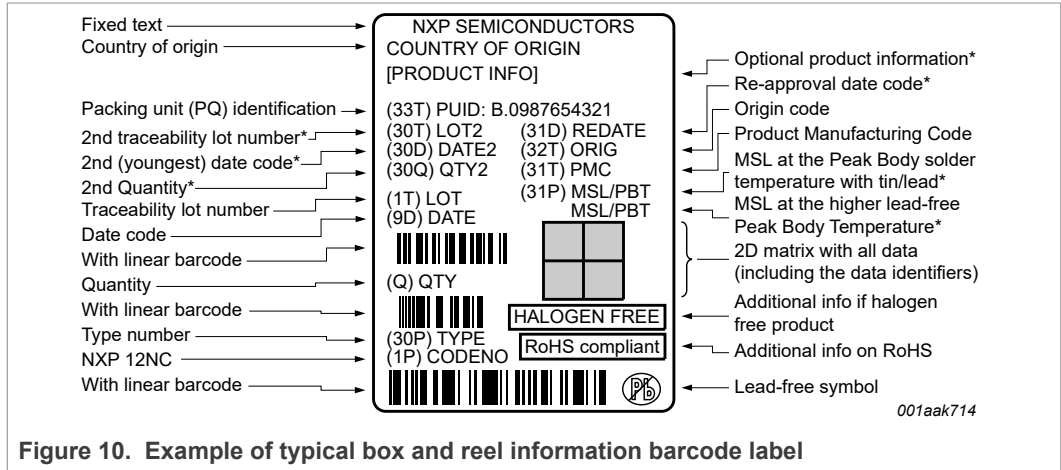 Fixed text
Country of origin
Packing unit (PQ) identification
2nd traceability lot number*
2nd (youngest) date code*
2nd Quantity*
Traceability lot number
Date code
With linear barcode
Quantity
With linear barcode
Type number
NXP 12NC
With linear barcode
NXP SEMICONDUCTORS
COUNTRY OF ORIGIN
[PRODUCT INFO]
(33T) PUID: B.0987654321
(30T) LOT2 (31D) REDATE
(30D) DATE2 (32T) ORIG
(30Q) QTY2 (31T) PMC
(31P) MSL/PBT
(1T) LOT MSL/PBT
(9D) DATE
(Q) QTY
HALOGEN FREE
(30P) TYPE
RoHS compliant
(1P) CODENO
Pb
Optional product information*
Re-approval date code*
Origin code
Product Manufacturing Code
MSL at the Peak Body solder
temperature with tin/lead*
MSL at the higher lead-free
Peak Body Temperature*
2D matrix with all data
(including the data identifiers)
Additional info if halogen
free product
Additional info on RoHS
Lead-free symbol
001aak714
Figure 10. Example of typical box and reel information barcode label